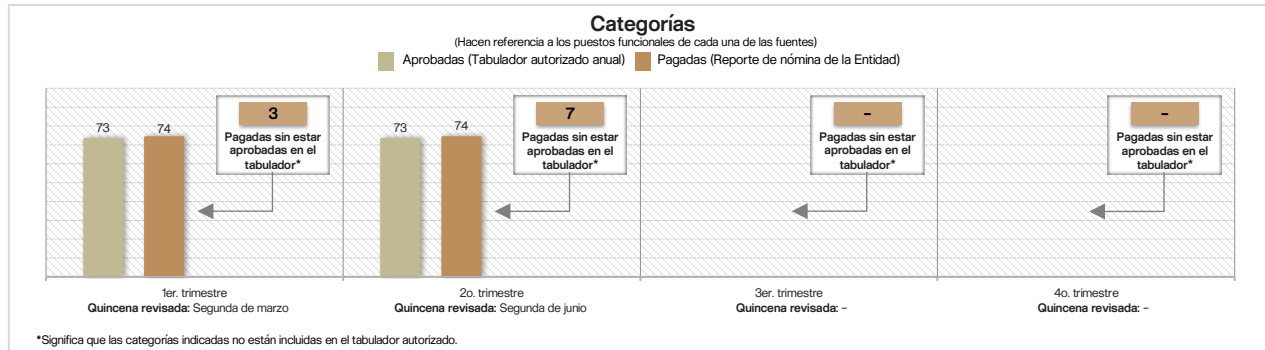 Categorías
(Hacen referencia a los puestos funcionales de cada una de las fuentes)
Aprobadas (Tabulador autorizado anual) Pagadas (Reporte de nómina de la Entidad)
73
74
3
Pagadas sin estar
aprobadas en el
tabulador*
73
74
7
Pagadas sin estar
aprobadas en el
tabulador*
–
Pagadas sin estar
aprobadas en el
tabulador*
–
Pagadas sin estar
aprobadas en el
tabulador*
1er. trimestre
Quincena revisada: Segunda de marzo
2o. trimestre
Quincena revisada: Segunda de junio
3er. trimestre
Quincena revisada: –
4o. trimestre
Quincena revisada: –
*Significa que las categorías indicadas no están incluidas en el tabulador autorizado.